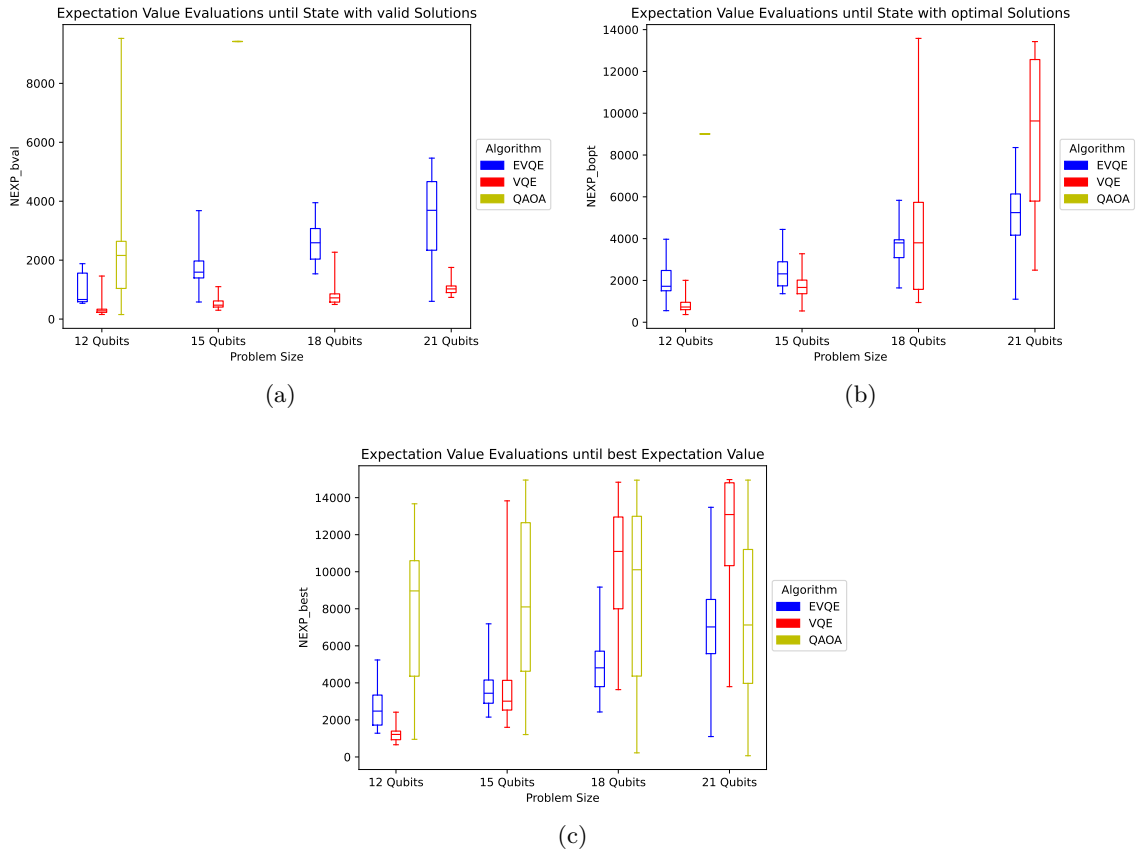 Expectation Value Evaluations until State with valid Solutions
NEXP_bval
8000
6000
4000
2000
0
12 Qubits 15 Qubits 18 Qubits 21 Qubits
Problem Size
Algorithm
EVQE
VQE
QAOA
(a)
Expectation Value Evaluations until State with optimal Solutions
NEXP_bopt
14000
12000
10000
8000
6000
4000
2000
0
12 Qubits 15 Qubits 18 Qubits 21 Qubits
Problem Size
Algorithm
EVQE
VQE
QAOA
(b)
Expectation Value Evaluations until best Expectation Value
NEXP_best
14000
12000
10000
8000
6000
4000
2000
0
12 Qubits 15 Qubits 18 Qubits 21 Qubits
Problem Size
Algorithm
EVQE
VQE
QAOA
(c)